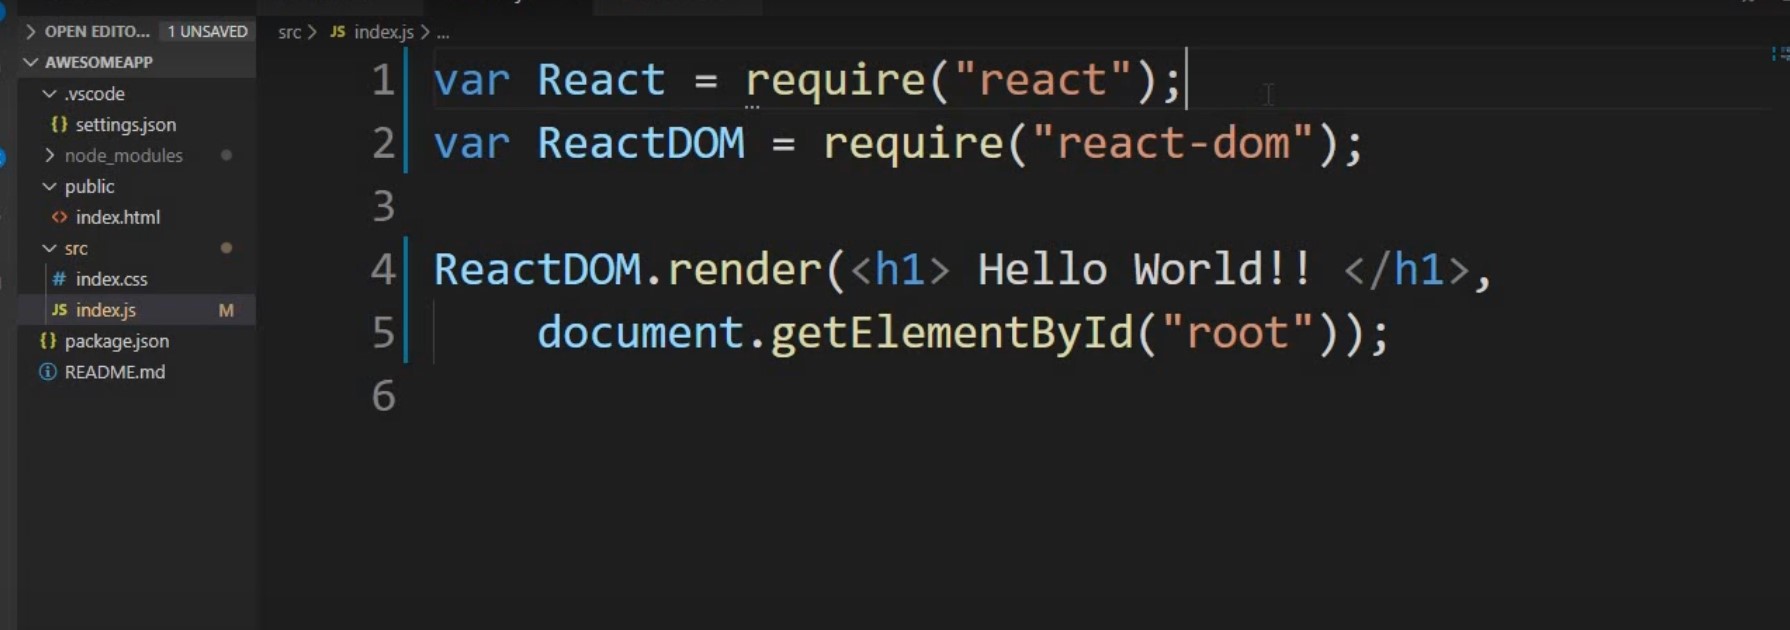 OPEN EDITO... 1 UNSAVED
AWESOMEAPP
.vscode
{} settings.json
node_modules
public
<> index.html
src
# index.css
JS index.js M
{} package.json
README.md
src > JS index.js > ...
1 var React = require("react");
2 var ReactDOM = require("react-dom");
3
4 ReactDOM.render(<h1> Hello World!! </h1>,
5 document.getElementById("root"));
6